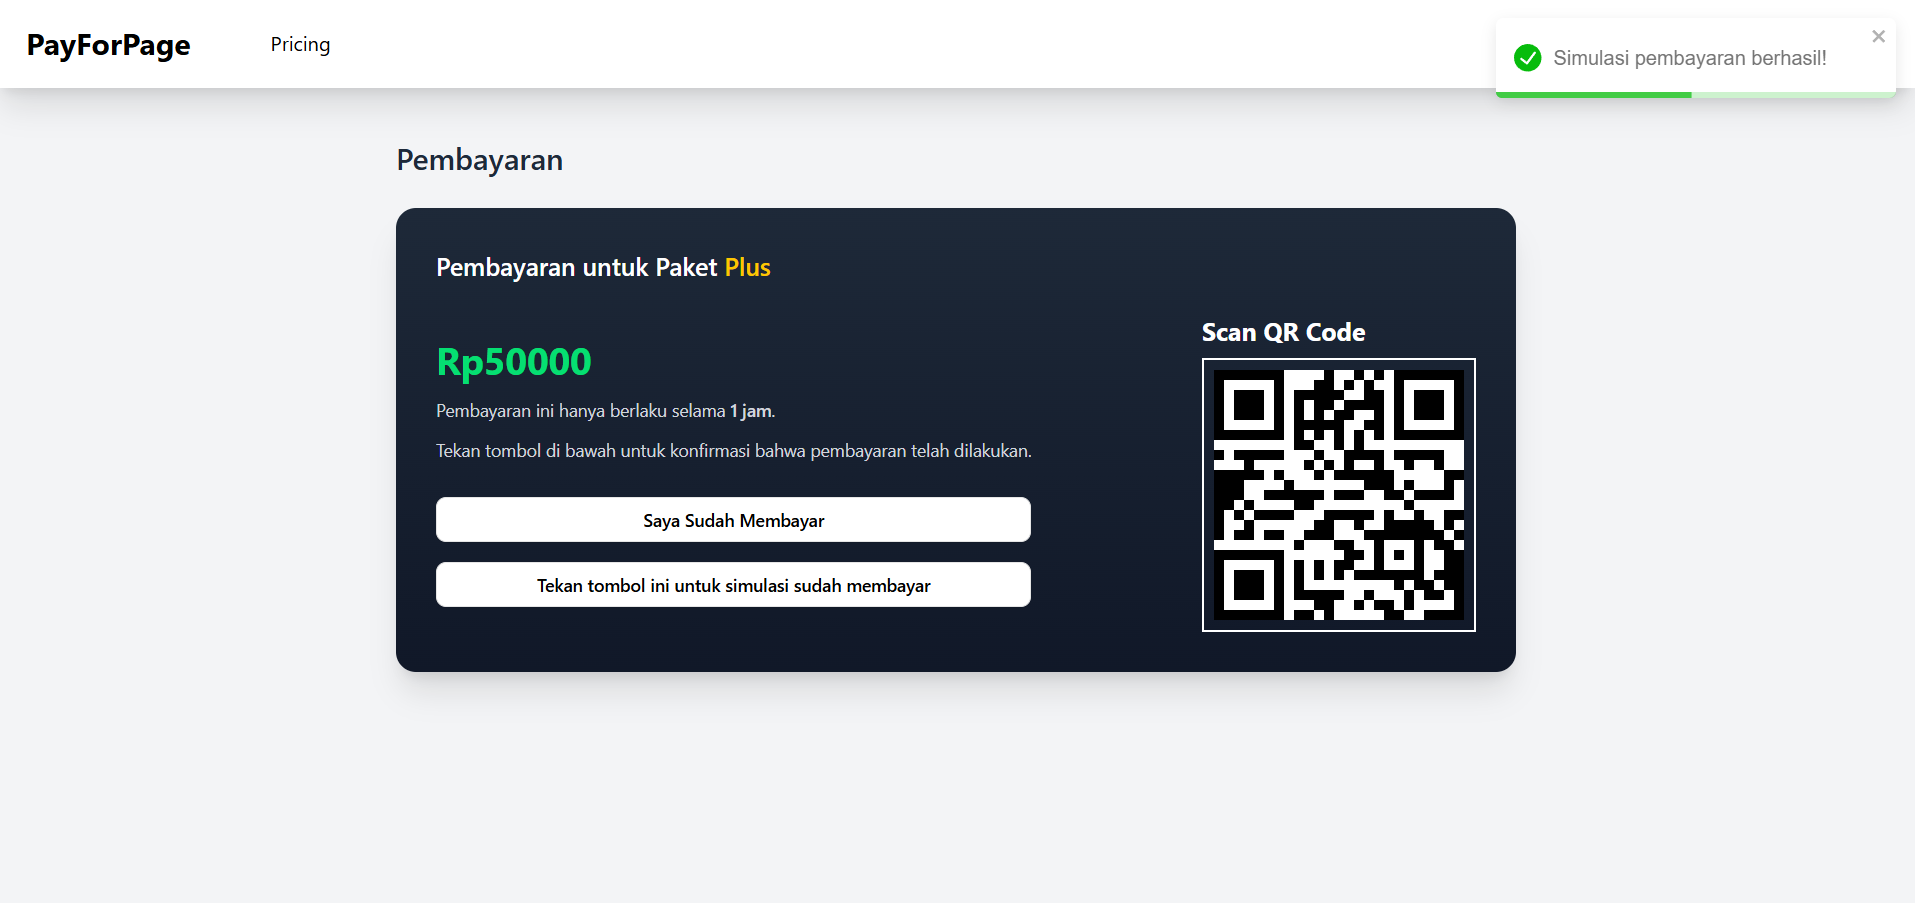 PayForPage
Pricing
Simulasi pembayaran berhasil!
Pembayaran
Pembayaran untuk Paket Plus
Rp50000
Pembayaran ini hanya berlaku selama 1 jam.
Tekan tombol di bawah untuk konfirmasi bahwa pembayaran telah dilakukan.
Saya Sudah Membayar
Tekan tombol ini untuk simulasi sudah membayar
Scan QR Code